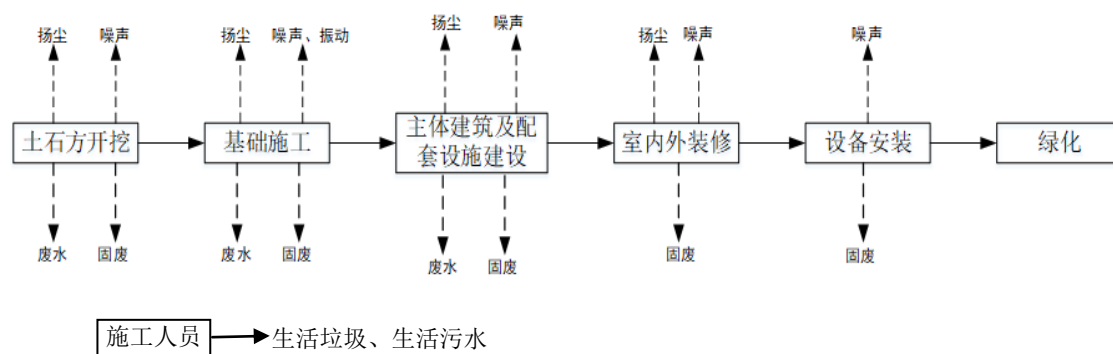 扬尘 噪声 扬尘 噪声、振动 扬尘 噪声 扬尘 噪声 噪声
土石方开挖 基础施工 主体建筑及配套设施建设 室内外装修 设备安装 绿化
废水 固废 废水 固废 废水 固废 固废 固废
施工人员 生活垃圾、生活污水